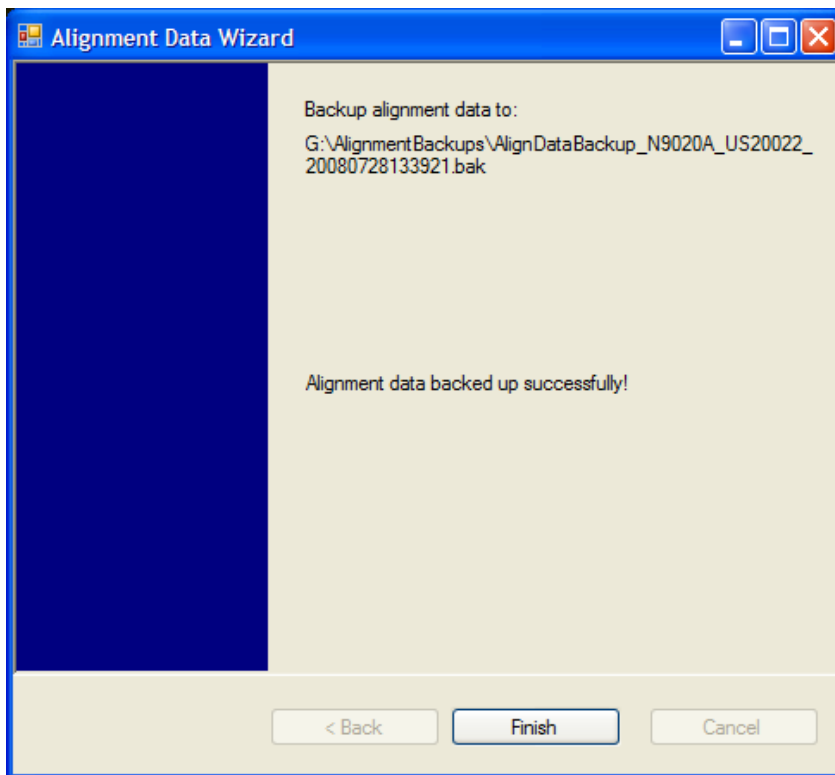 Alignment Data Wizard
Backup alignment data to:
G:\AlignmentBackups\AlignDataBackup_N9020A_US20022_
20080728133921.bak
Alignment data backed up successfully!
< Back
Finish
Cancel